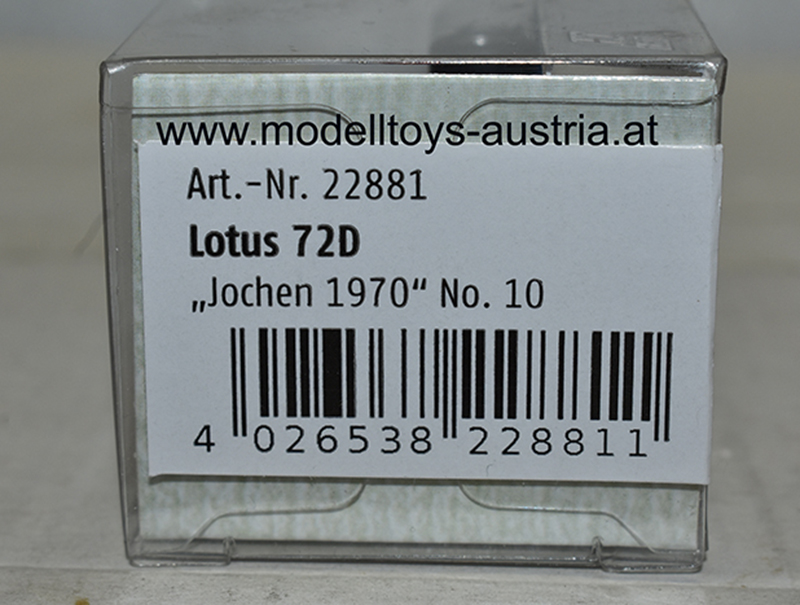 www.modelltoys-austria.at
Art.-Nr. 22881
Lotus 72D
„Jochen 1970“ No. 10
4 026538 228811